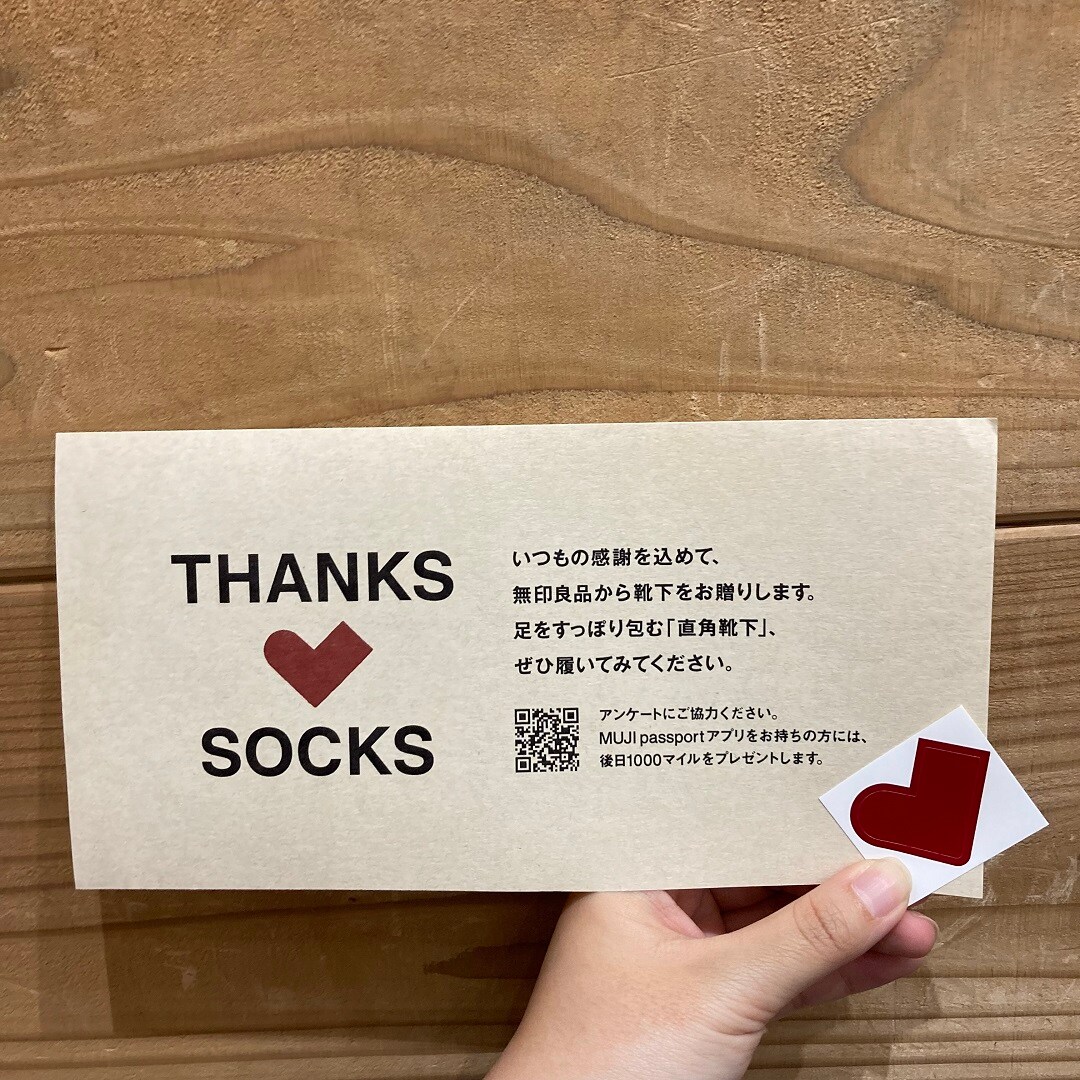 THANKS
SOCKS
いつもの感謝を込めて、
無印良品から靴下をお贈りします。
足をすっぽり包む「直角靴下」、
ぜひ履いてみてください。
アンケートにご協力ください。
MUJI passportアプリをお持ちの方には、
後日1000マイルをプレゼントします。